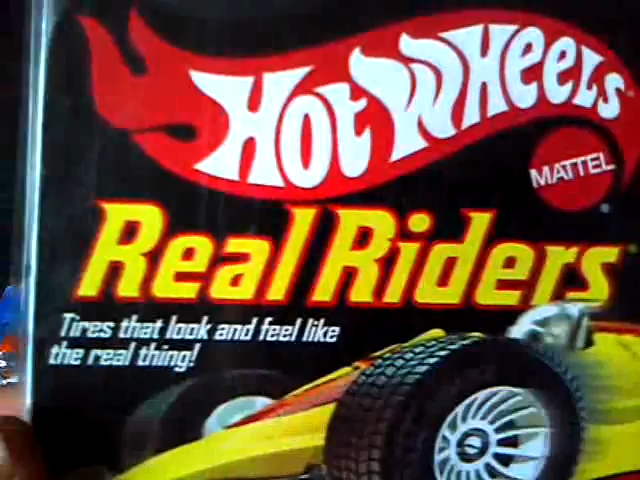 Hot Wheels
MATTEL
Real Riders
Tires that look and feel like
the real thing!